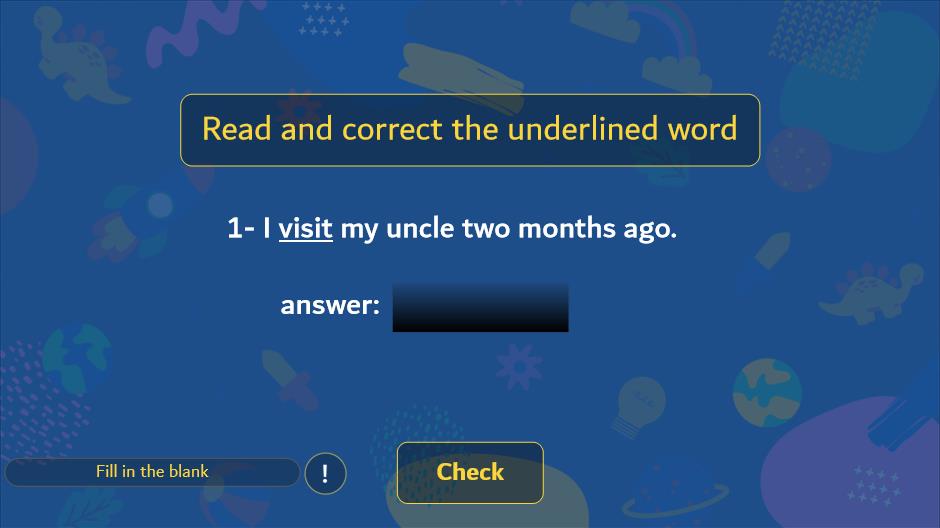 Read and correct the underlined word
1- I visit my uncle two months ago.
answer:
Fill in the blank
!
Check